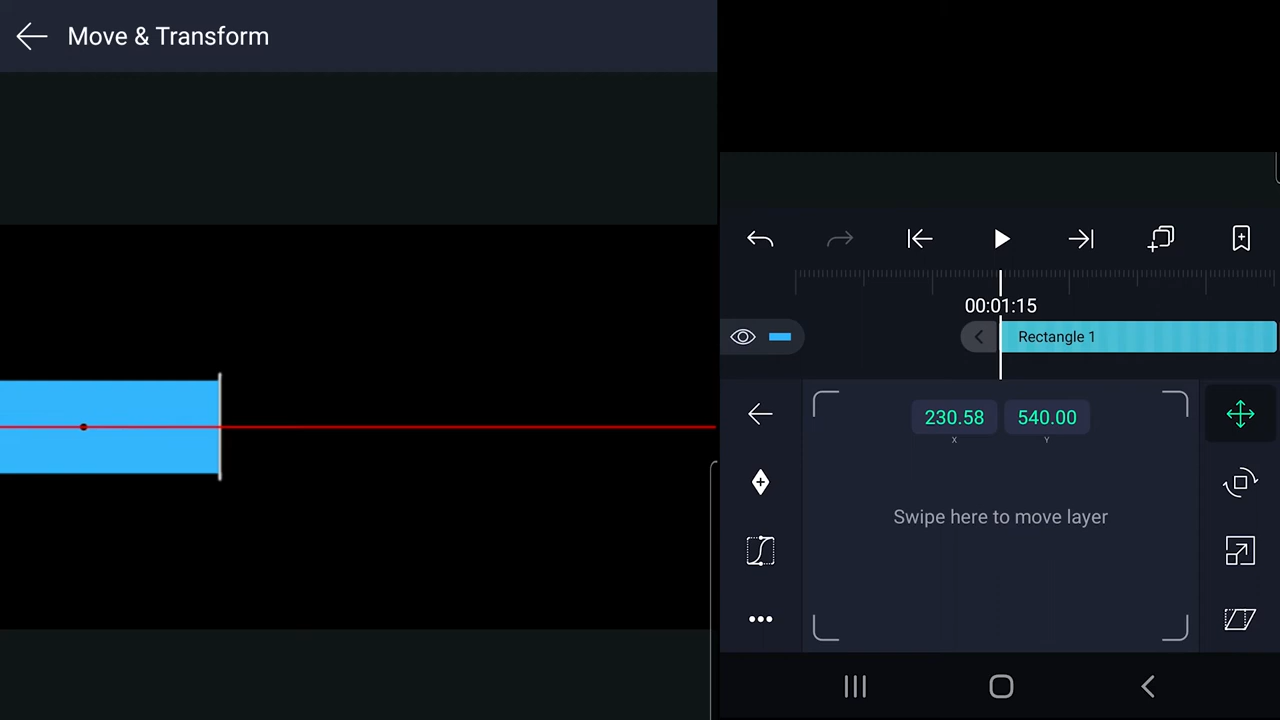 Move & Transform
00:01:15
Rectangle 1
230.58 540.00
X Y
Swipe here to move layer